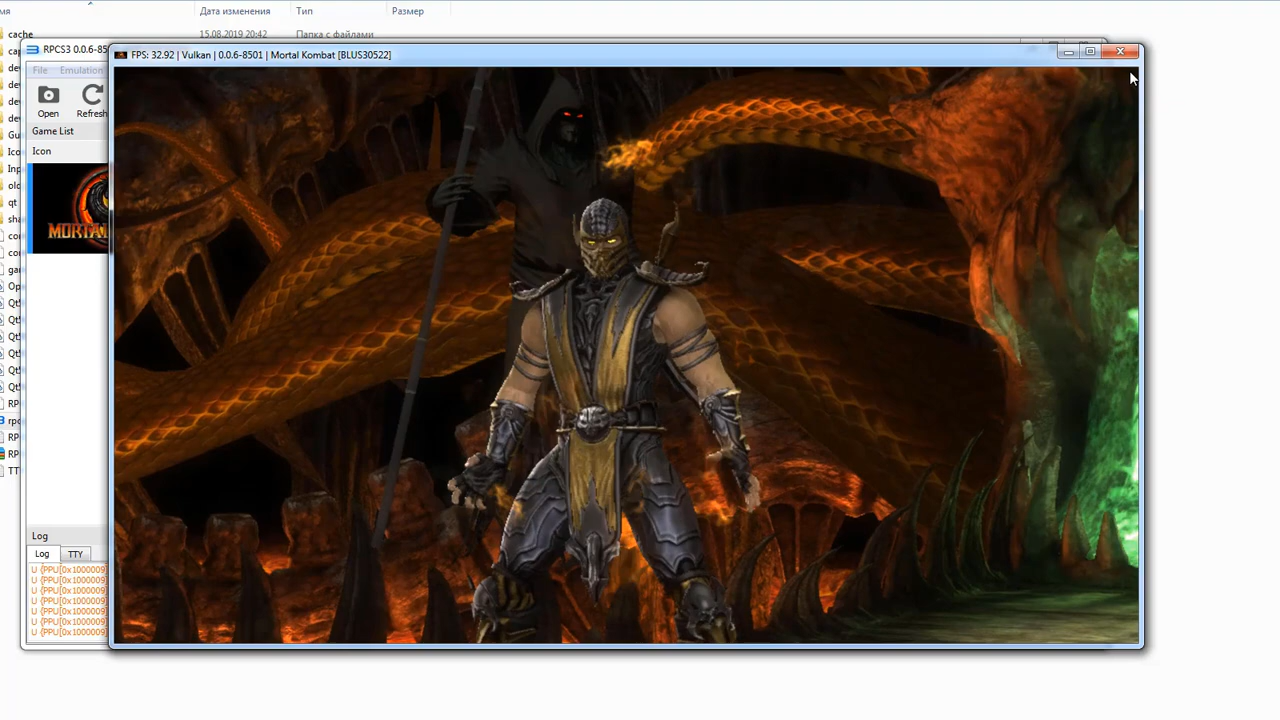 Дата изменения Тип Размер
cache 15.08.2019 20:42 Папка с файлами
RPCS3 0.0.6-85
FPS: 32.92 | Vulkan | 0.0.6-8501 | Mortal Kombat [BLUS30522]
File Emulation
Open Refresh
Game List
Icon
Log
Log TTY
U {PPU[0x1000009]
U {PPU[0x1000009]
U {PPU[0x1000009]
U {PPU[0x1000009]
U {PPU[0x1000009]
U {PPU[0x1000009]
U {PPU[0x1000009]